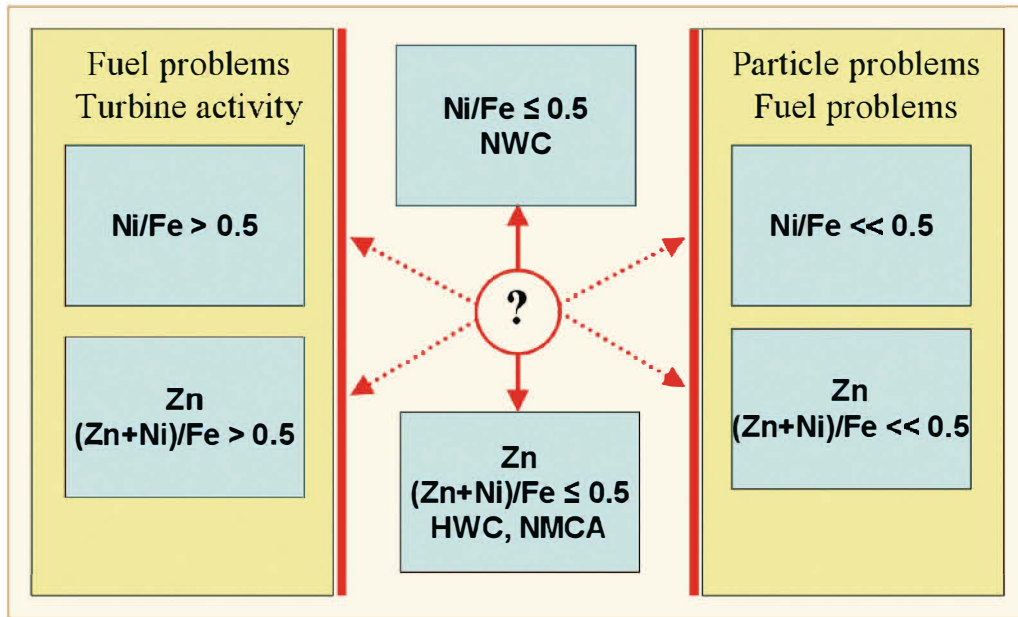 Fuel problems
Turbine activity
Ni/Fe > 0.5
Zn
(Zn+Ni)/Fe > 0.5
Ni/Fe ≤ 0.5
NWC
?
Zn
(Zn+Ni)/Fe ≤ 0.5
HWC, NMCA
Particle problems
Fuel problems
Ni/Fe << 0.5
Zn
(Zn+Ni)/Fe << 0.5